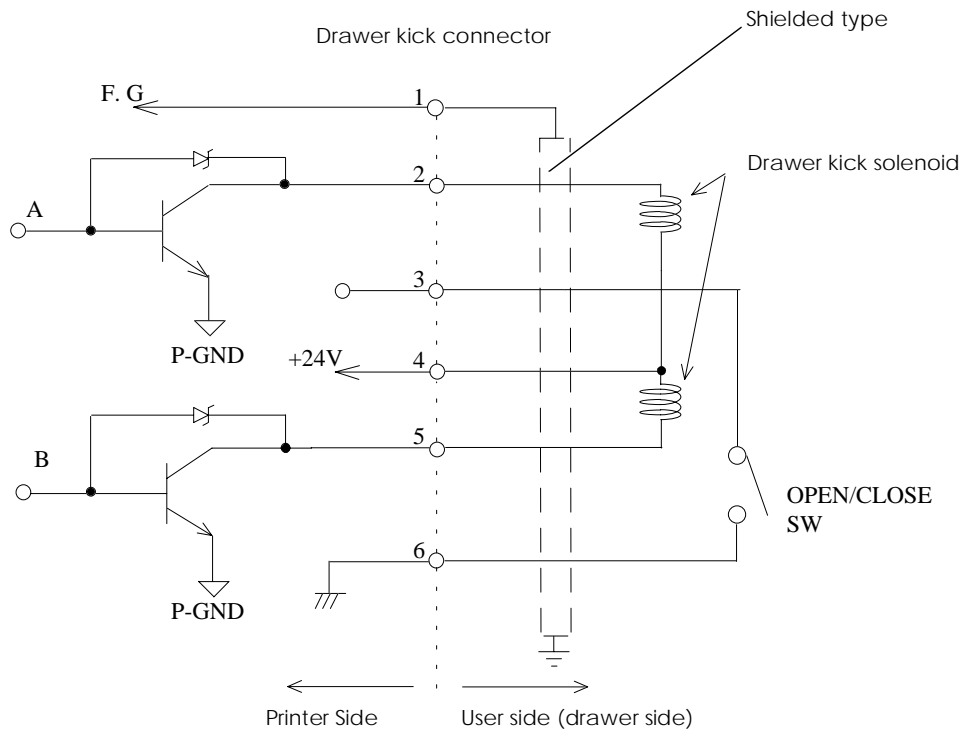 Shielded type
Drawer kick connector
F. G
1
2
Drawer kick solenoid
A
3
P-GND
+24V
4
5
B
OPEN/CLOSE
SW
6
P-GND
Printer Side
User side (drawer side)